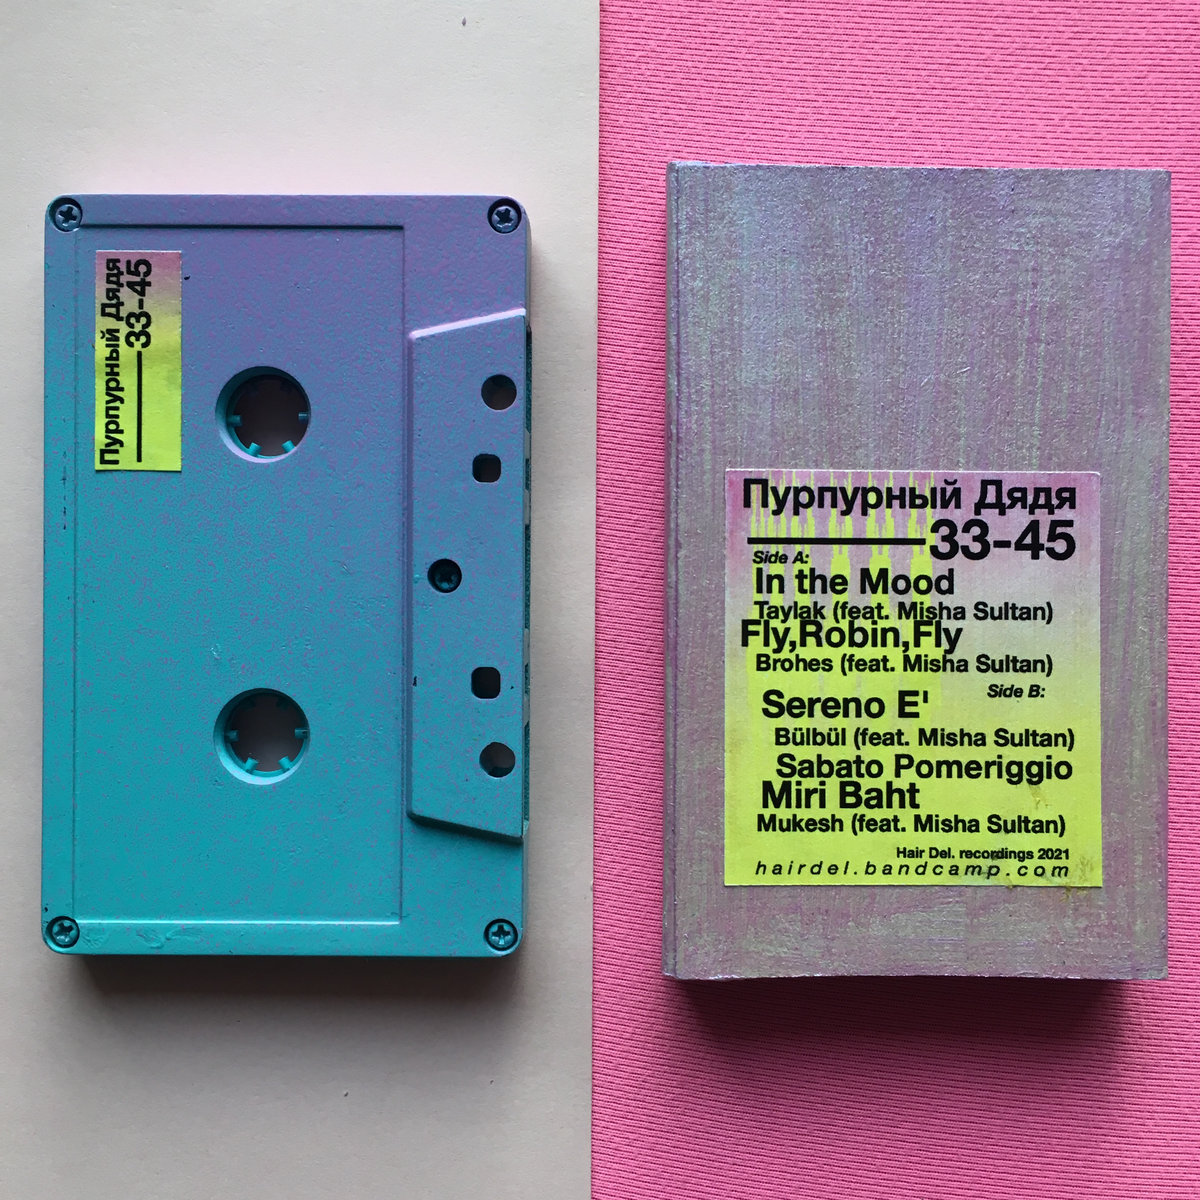 Пурпурный Дядя
33-45
Пурпурный Дядя
33-45
Side A:
In the Mood
Taylak (feat. Misha Sultan)
Fly,Robin,Fly
Brohes (feat. Misha Sultan)
Side B:
Sereno E'
Bülbül (feat. Misha Sultan)
Sabato Pomeriggio
Miri Baht
Mukesh (feat. Misha Sultan)
Hair Del. recordings 2021
hairdel.bandcamp.com